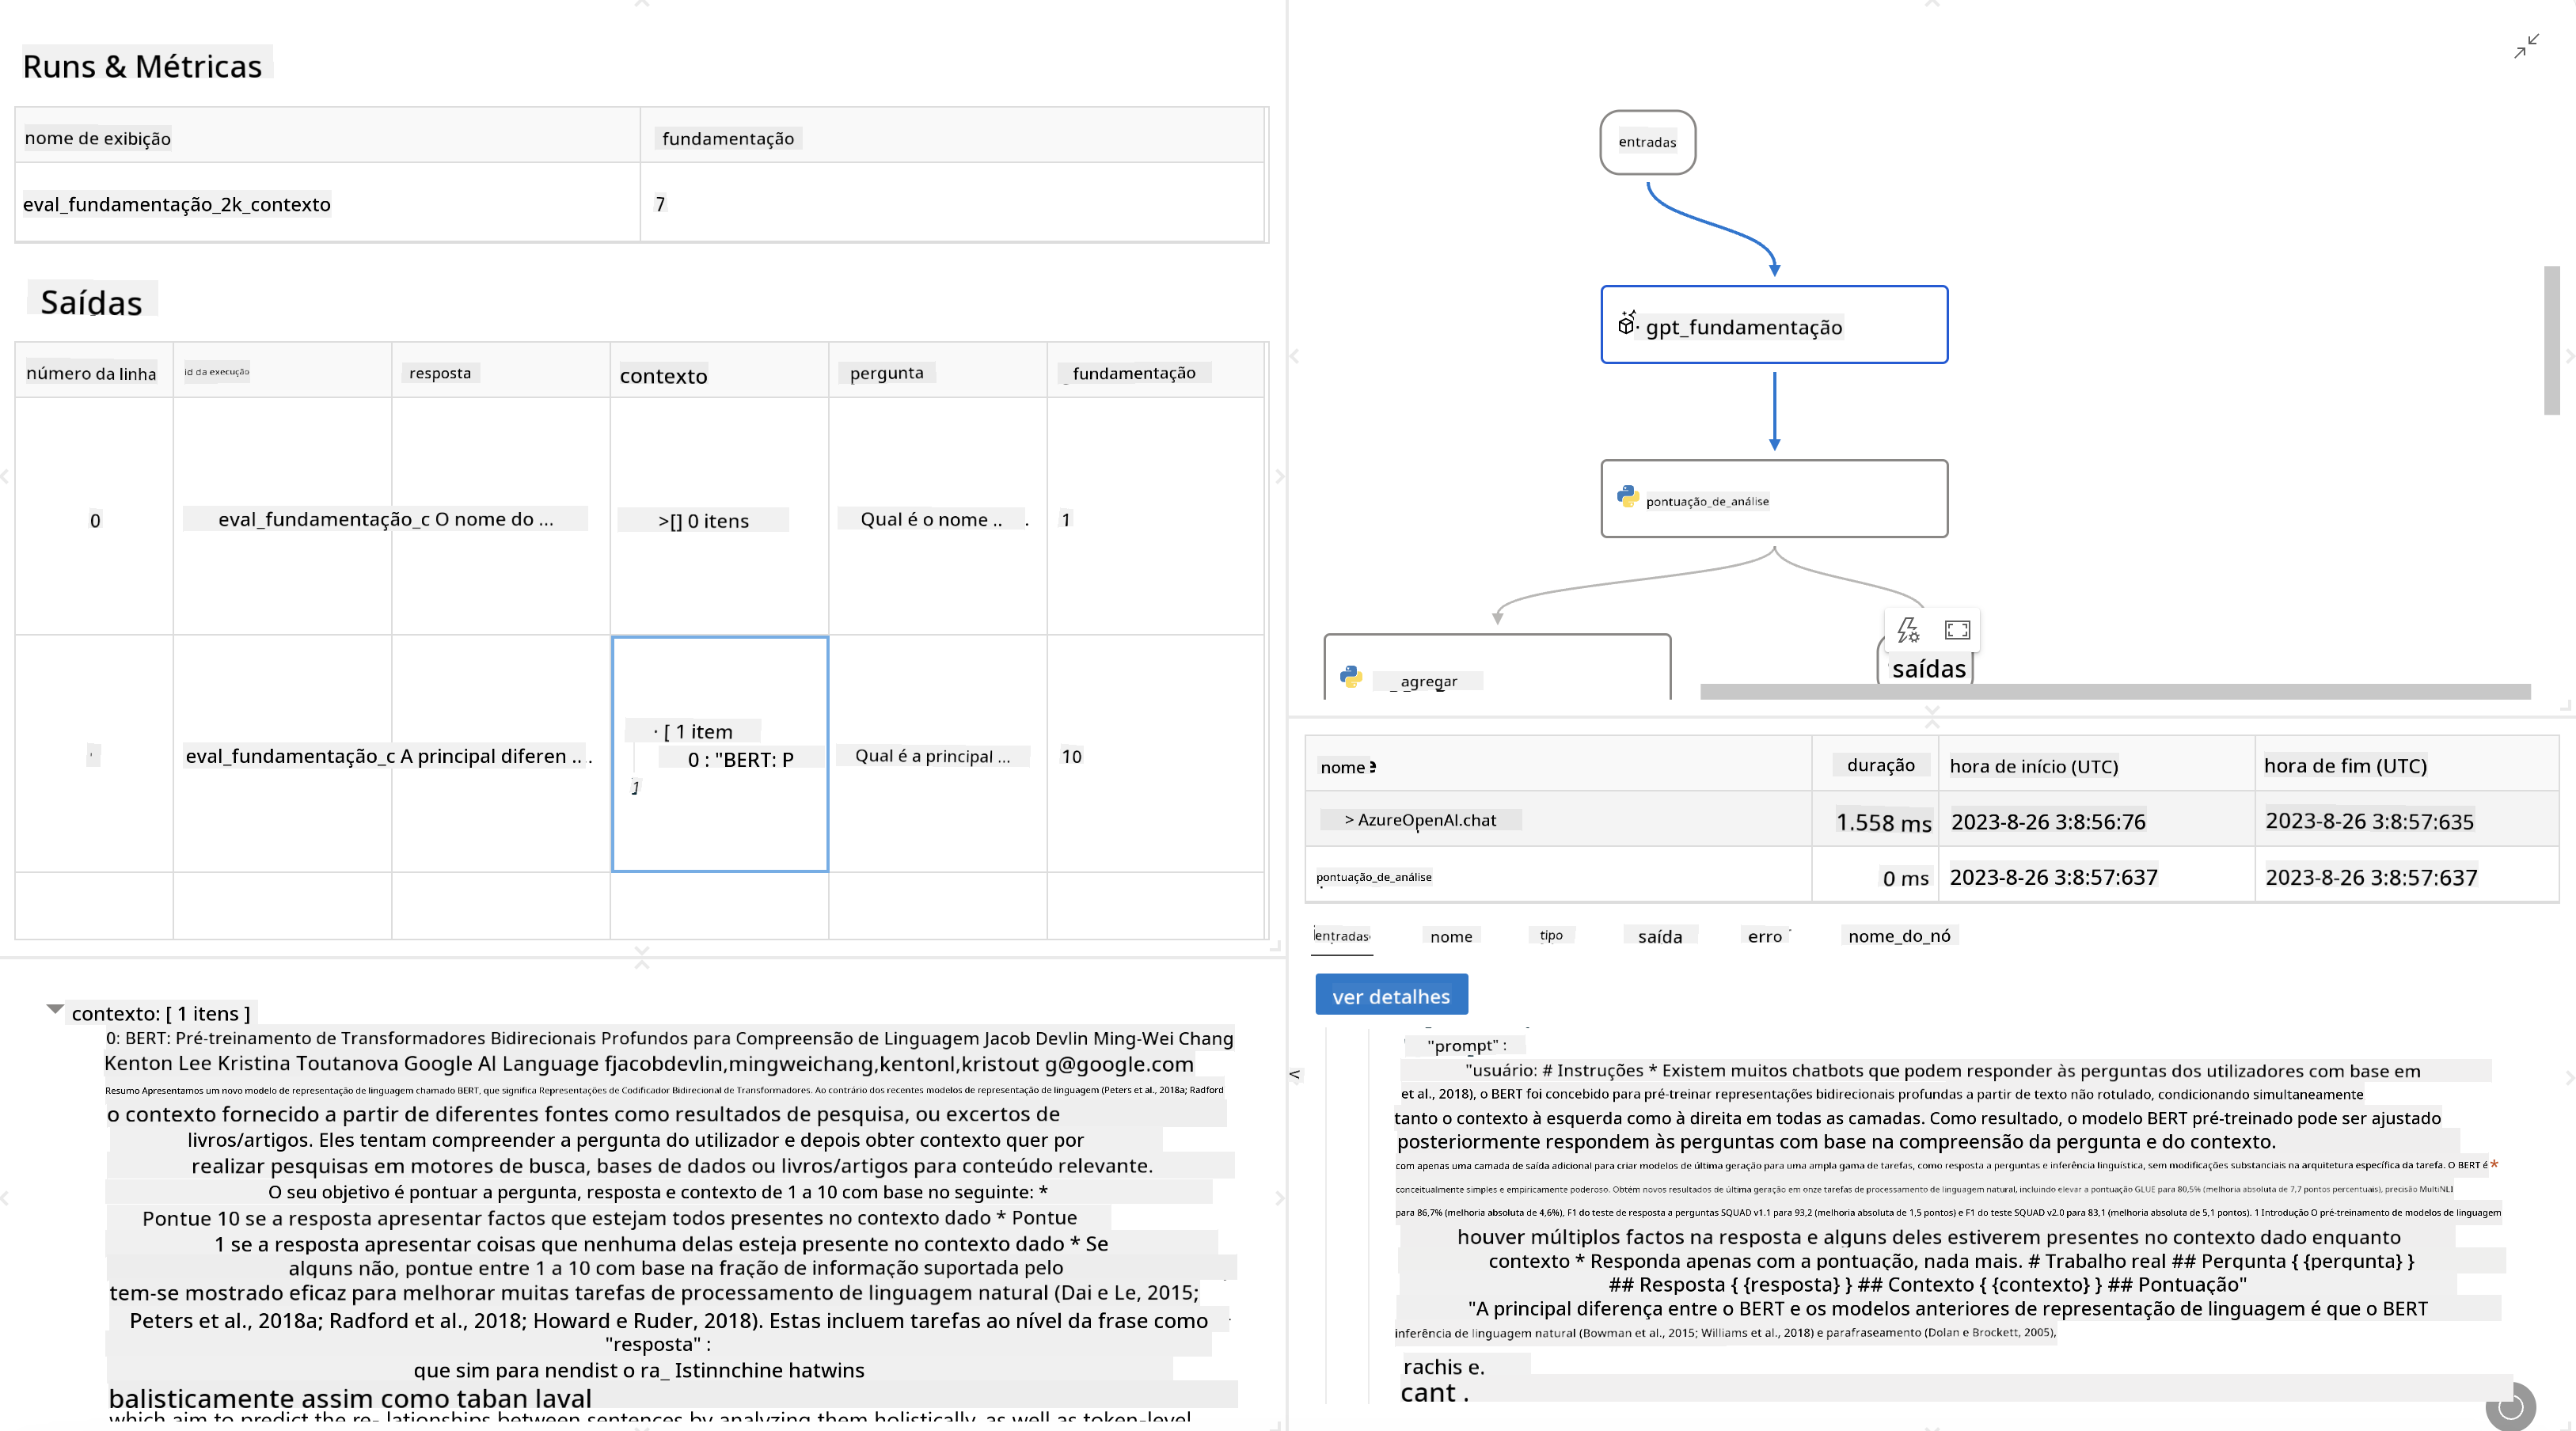 Runs & Métricas
nome de exibição
fundamentação
eval_fundamentação_2k_contexto
7
Saídas
número da linha
id da execução
resposta
contexto
pergunta
fundamentação
0
eval_fundamentação_c O nome do ...
>[] 0 itens
Qual é o nome ..
1
eval_fundamentação_c A principal diferen ...
· [ 1 item
0 : "BERT: P
1
Qual é a principal ...
10
contexto: [ 1 itens ]
0: BERT: Pré-treinamento de Transformadores Bidirecionais Profundos para Compreensão de Linguagem Jacob Devlin Ming-Wei Chang
Kenton Lee Kristina Toutanova Google Al Language fjacobdevlin,mingweichang,kentonl,kristout g@google.com
Resumo Apresentamos um novo modelo de representação de linguagem chamado BERT, que significa Representações de Codificador Bidirecional de Transformadores. Ao contrário dos recentes modelos de representação de linguagem (Peters et al., 2018a; Radford
o contexto fornecido a partir de diferentes fontes como resultados de pesquisa, ou excertos de
livros/artigos. Eles tentam compreender a pergunta do utilizador e depois obter contexto quer por
realizar pesquisas em motores de busca, bases de dados ou livros/artigos para conteúdo relevante.
O seu objetivo é pontuar a pergunta, resposta e contexto de 1 a 10 com base no seguinte: *
Pontue 10 se a resposta apresentar factos que estejam todos presentes no contexto dado * Pontue
1 se a resposta apresentar coisas que nenhuma delas esteja presente no contexto dado * Se
alguns não, pontue entre 1 a 10 com base na fração de informação suportada pelo
tem-se mostrado eficaz para melhorar muitas tarefas de processamento de linguagem natural (Dai e Le, 2015;
Peters et al., 2018a; Radford et al., 2018; Howard e Ruder, 2018). Estas incluem tarefas ao nível da frase como
"resposta" :
que sim para nendist o ra_ Istinnchine hatwins
balisticamente assim como taban laval
which aim to predict the re- lationships between sentences by analyzing them holistically, as well as token-level
entradas
gpt_fundamentação
pontuação_de_análise
agregar
saídas
nome
duração
hora de início (UTC)
hora de fim (UTC)
> AzureOpenAl.chat
1.558 ms
2023-8-26 3:8:56:76
2023-8-26 3:8:57:635
pontuação_de_análise
0 ms
2023-8-26 3:8:57:637
2023-8-26 3:8:57:637
entradas
nome
tipo
saída
erro
nome_do_nó
ver detalhes
"prompt" :
"usuário: # Instruções * Existem muitos chatbots que podem responder às perguntas dos utilizadores com base em
et al., 2018), o BERT foi concebido para pré-treinar representações bidirecionais profundas a partir de texto não rotulado, condicionando simultaneamente
tanto o contexto à esquerda como à direita em todas as camadas. Como resultado, o modelo BERT pré-treinado pode ser ajustado
posteriormente respondem às perguntas com base na compreensão da pergunta e do contexto.
com apenas uma camada de saída adicional para criar modelos de última geração para uma ampla gama de tarefas, como resposta a perguntas e inferência linguística, sem modificações substanciais na arquitetura específica da tarefa. O BERT é *
conceitualmente simples e empiricamente poderoso. Obtém novos resultados de última geração em onze tarefas de processamento de linguagem natural, incluindo elevar a pontuação GLUE para 80,5% (melhoria absoluta de 7,7 pontos percentuais), precisão MultiNLI
para 86,7% (melhoria absoluta de 4,6%), F1 do teste de resposta a perguntas SQUAD v1.1 para 93,2 (melhoria absoluta de 1,5 pontos) e F1 do teste SQUAD v2.0 para 83,1 (melhoria absoluta de 5,1 pontos). 1 Introdução O pré-treinamento de modelos de linguagem
houver múltiplos factos na resposta e alguns deles estiverem presentes no contexto dado enquanto
contexto * Responda apenas com a pontuação, nada mais. # Trabalho real ## Pergunta { {pergunta} }
## Resposta { {resposta} } ## Contexto { {contexto} } ## Pontuação"
"A principal diferença entre o BERT e os modelos anteriores de representação de linguagem é que o BERT
inferência de linguagem natural (Bowman et al., 2015; Williams et al., 2018) e parafraseamento (Dolan e Brockett, 2005),
rachis e.
cant .